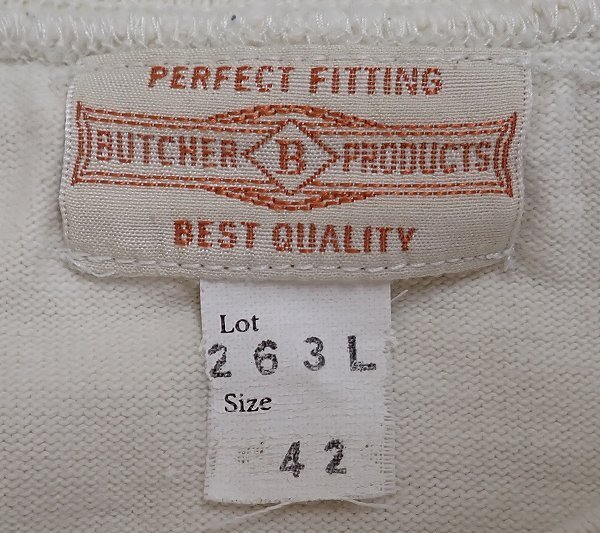 PERFECT FITTING
BUTCHER B PRODUCTS
BEST QUALITY
Lot
263L
Size
42